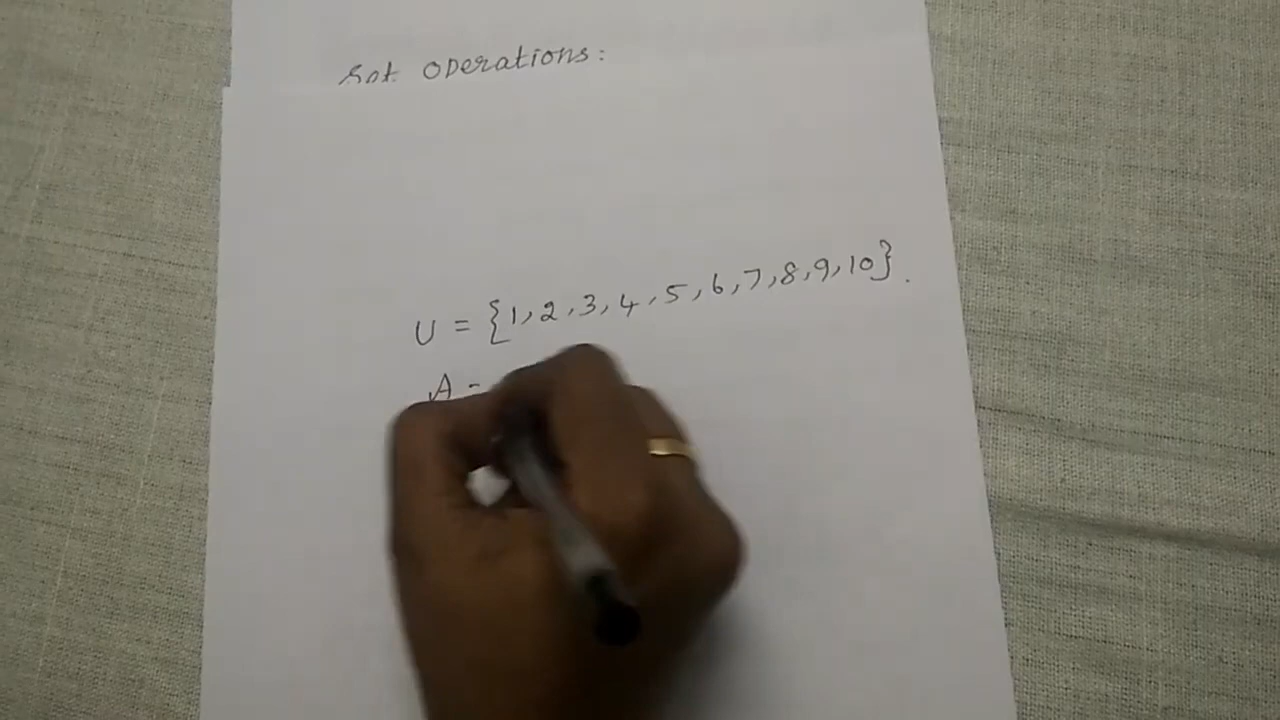 Set Operations:
U = {1,2,3,4,5,6,7,8,9,10}.
A -